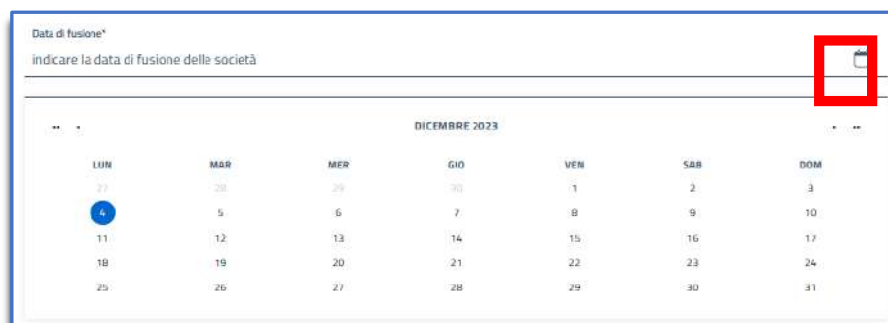 Data di fusione*
indicare la data di fusione delle società
DICEMBRE 2023
LUN MAR MER GIO VEN SAB DOM
27 28 29 30 1 2 3
4 5 6 7 8 9 10
11 12 13 14 15 16 17
18 19 20 21 22 23 24
25 26 27 28 29 30 31